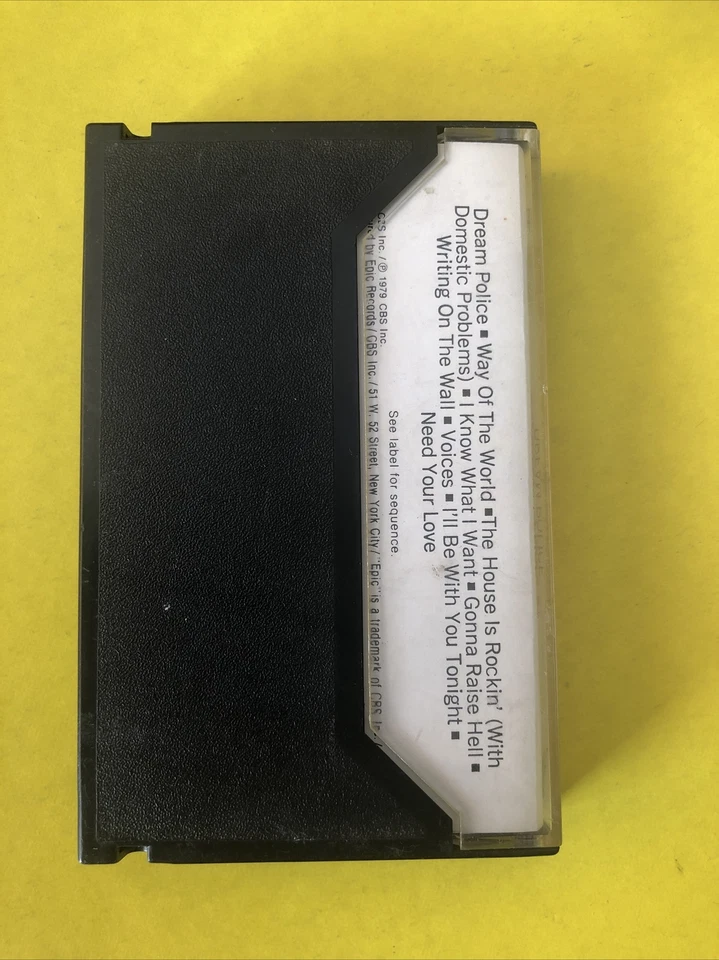 Dream Police ▪ Way Of The World ▪ The House Is Rockin' (With
Domestic Problems) ▪ I Know What I Want ▪ Gonna Raise Hell ▪
Writing On The Wall ▪ Voices ▪ I'll Be With You Tonight ▪
Need Your Love
See label for sequence.
CBS Inc. / ℗ 1979 CBS Inc.
by Epic Records / CBS Inc. / 51 W. 52 Street, New York City / "Epic" is a trademark of CBS Inc.